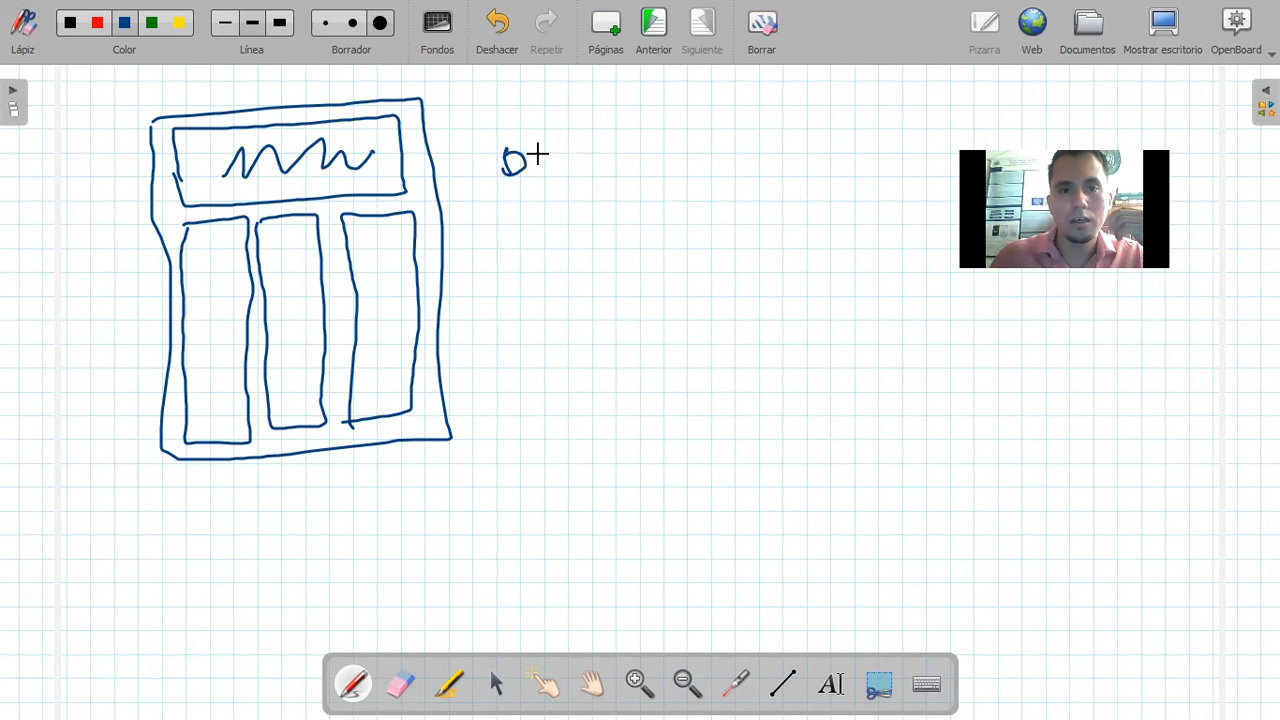 Lápiz
Color
Línea
Borrador
Fondos
Deshacer
Repetir
Páginas
Anterior
Siguiente
Borrar
Pizarra
Web
Documentos
Mostrar escritorio
OpenBoard
D